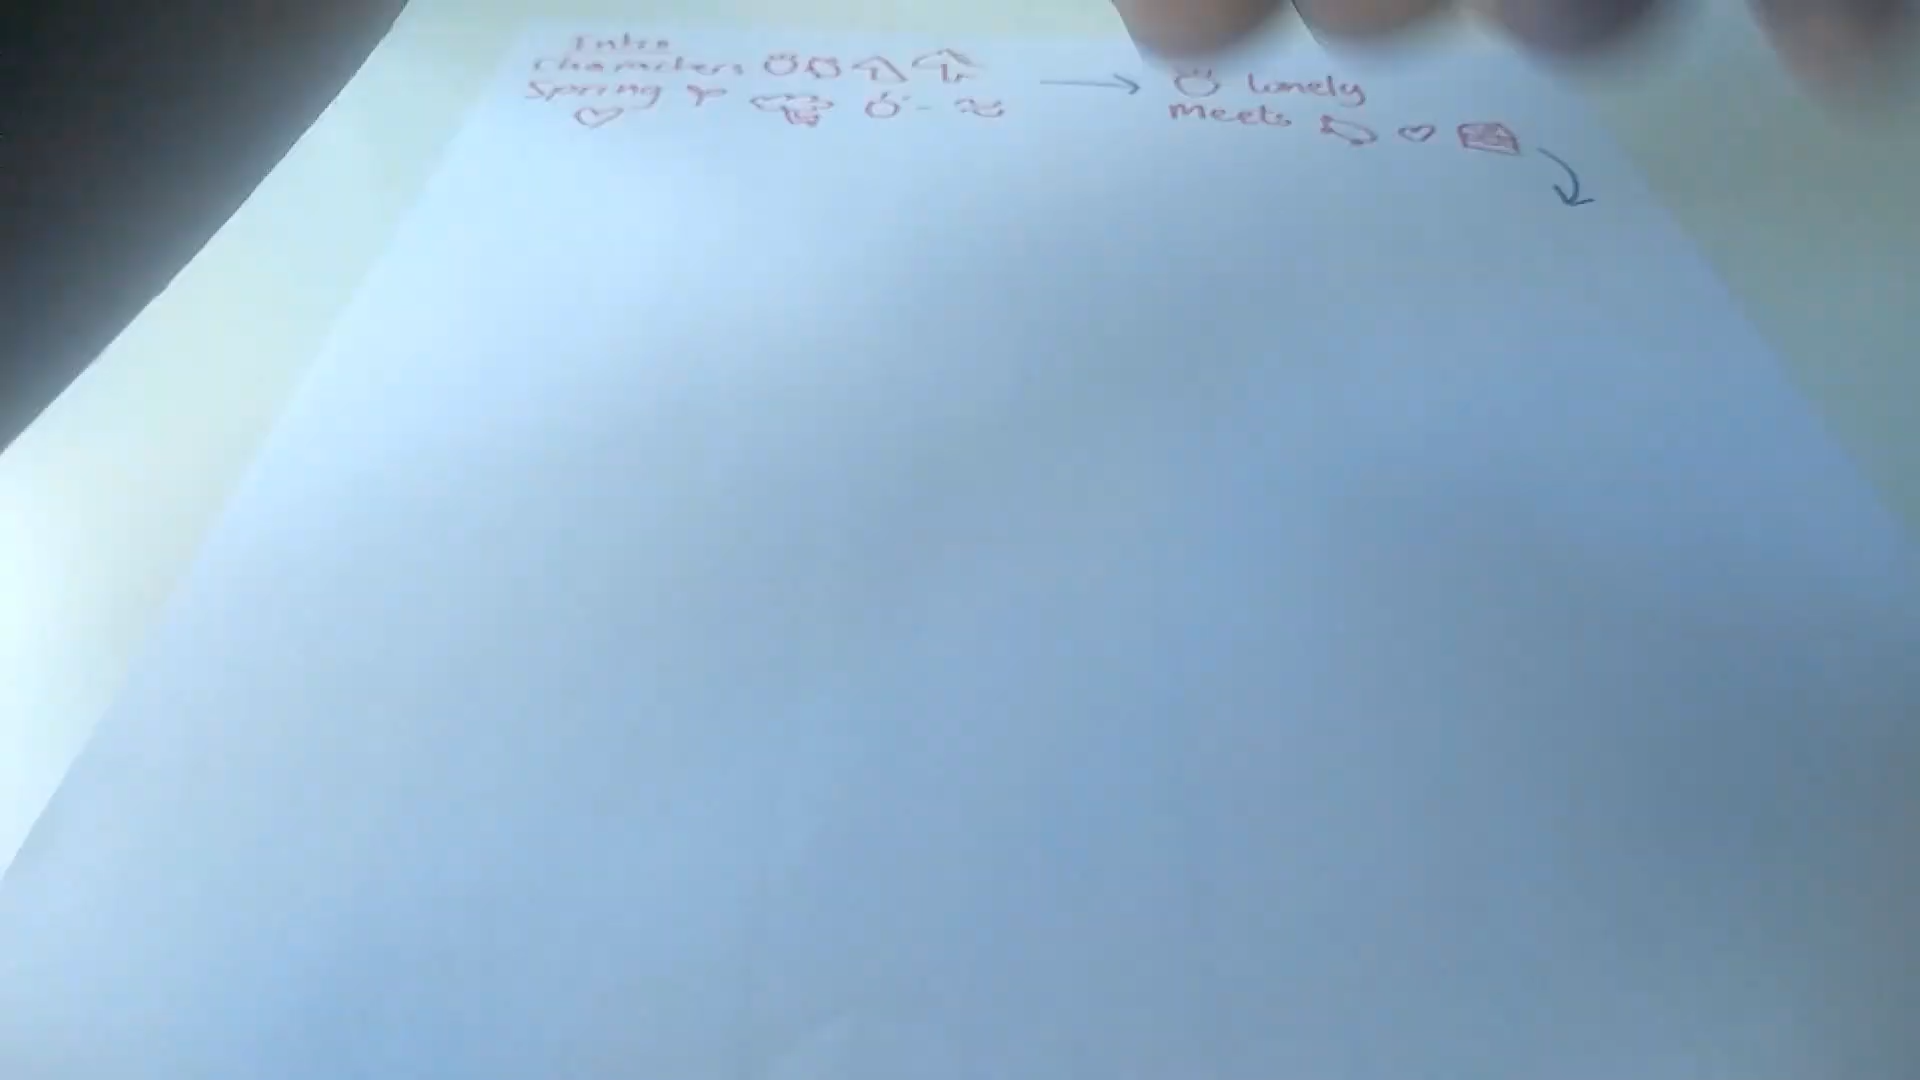 Intro
characters
Spring
lonely
meets